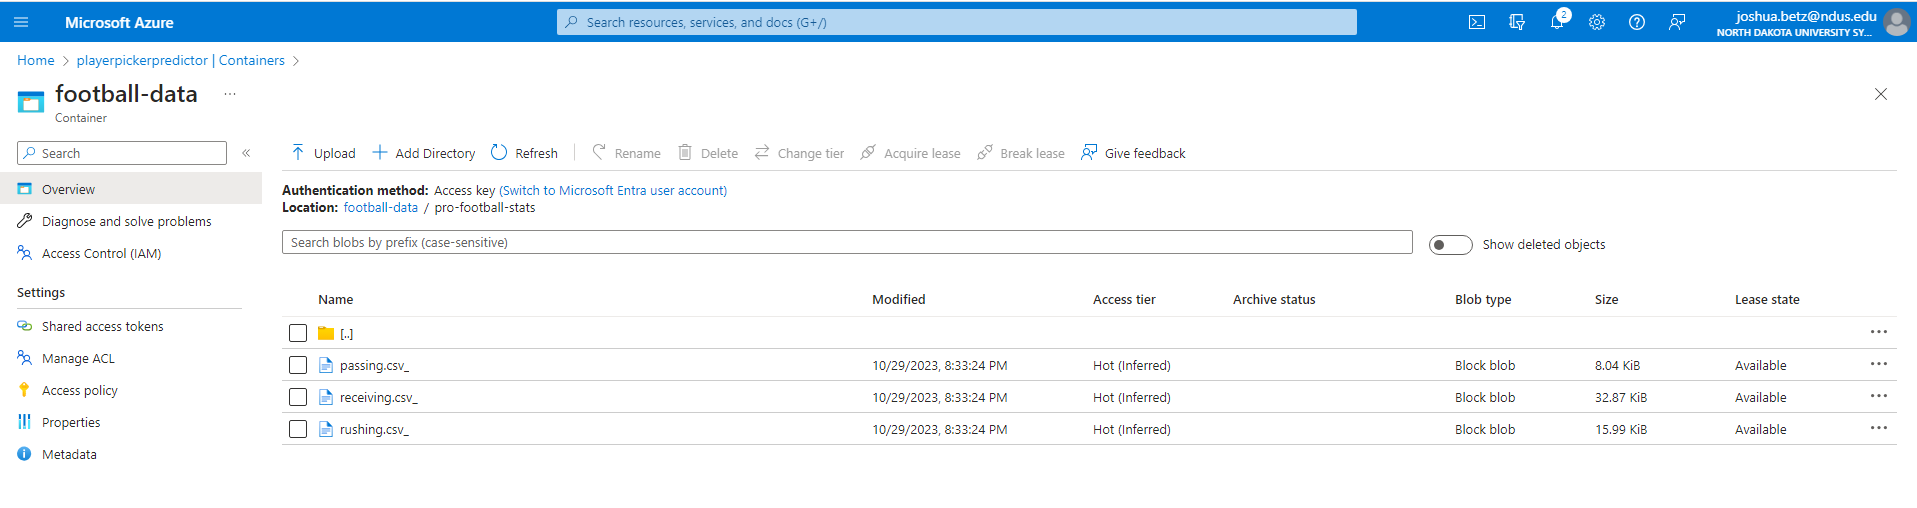 Microsoft Azure
Search resources, services, and docs (G+/)
2
joshua.betz@ndus.edu
NORTH DAKOTA UNIVERSITY SY...
Home > playerpickerpredictor | Containers >
football-data ...
Container
Search «
Upload Add Directory Refresh Rename Delete Change tier Acquire lease Break lease Give feedback
Overview
Diagnose and solve problems
Access Control (IAM)
Settings
Shared access tokens
Manage ACL
Access policy
Properties
Metadata
Authentication method: Access key (Switch to Microsoft Entra user account)
Location: football-data / pro-football-stats
Search blobs by prefix (case-sensitive)
Show deleted objects
Name Modified Access tier Archive status Blob type Size Lease state
[..] ...
passing.csv_ 10/29/2023, 8:33:24 PM Hot (Inferred) Block blob 8.04 KiB Available ...
receiving.csv_ 10/29/2023, 8:33:24 PM Hot (Inferred) Block blob 32.87 KiB Available ...
rushing.csv_ 10/29/2023, 8:33:24 PM Hot (Inferred) Block blob 15.99 KiB Available ...